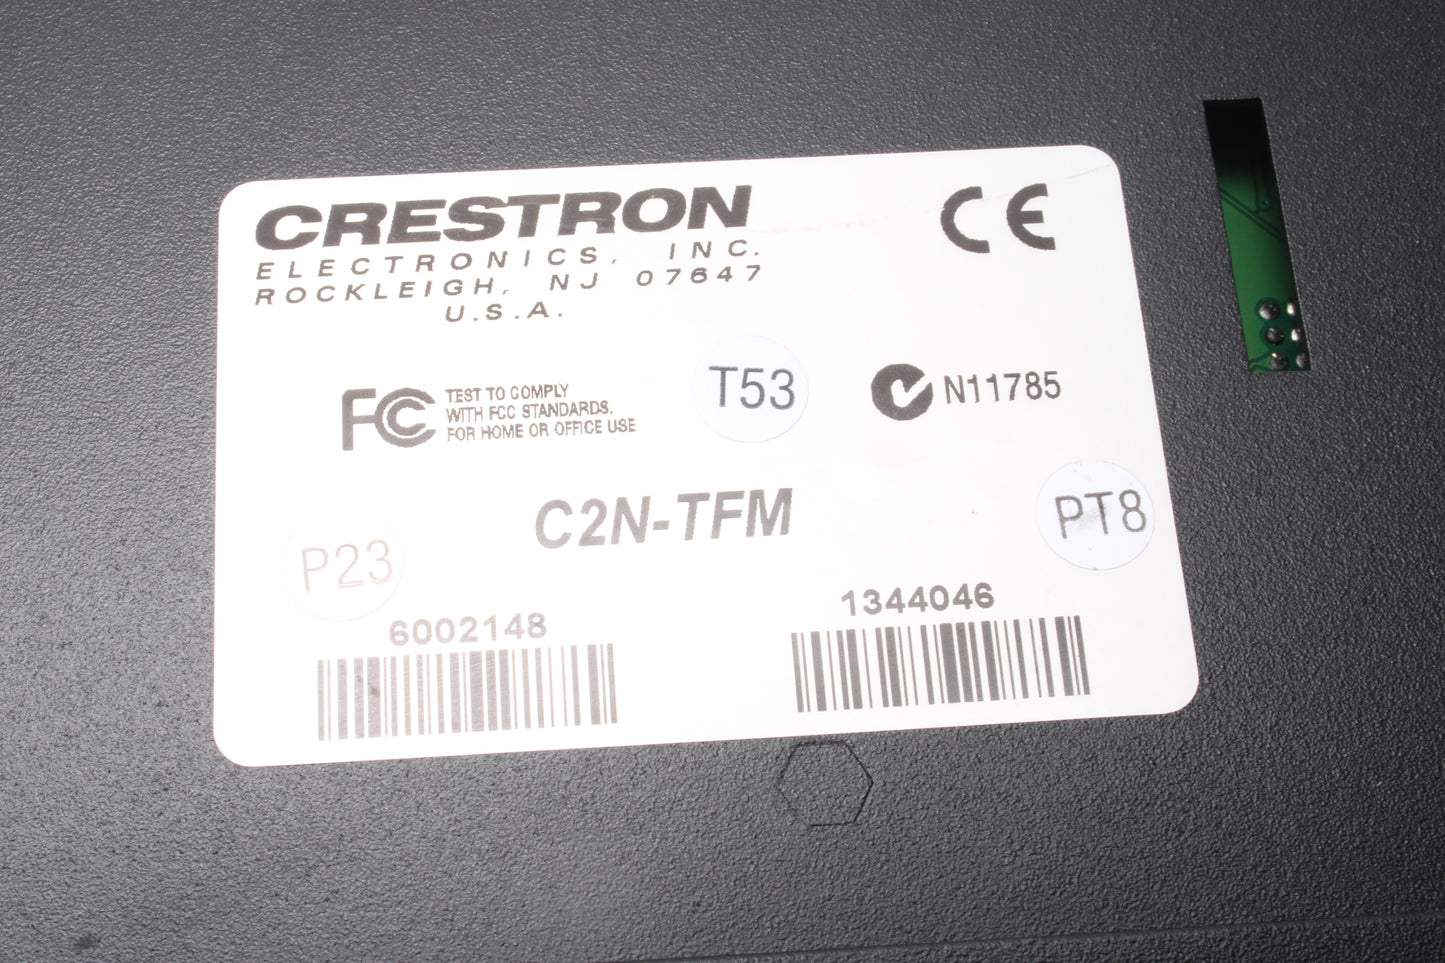 CRESTRON
ELECTRONICS, INC.
ROCKLEIGH, NJ 07647
U.S.A.
CE
FC TEST TO COMPLY
WITH FCC STANDARDS.
FOR HOME OR OFFICE USE
T53
N11785
C2N-TFM
PT8
P23
6002148
1344046